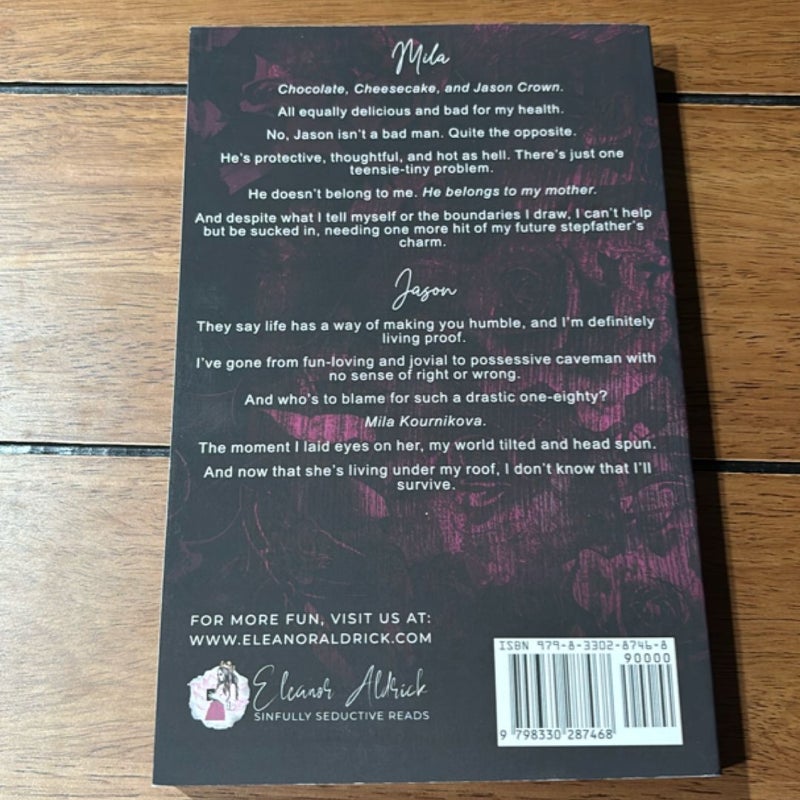 Mila
Chocolate, Cheesecake, and Jason Crown.
All equally delicious and bad for my health.
No, Jason isn't a bad man. Quite the opposite.
He's protective, thoughtful, and hot as hell. There's just one
teensie-tiny problem.
He doesn't belong to me. He belongs to my mother.
And despite what I tell myself or the boundaries I draw, I can't help
but be sucked in, needing one more hit of my future stepfather's
charm.
Jason
They say life has a way of making you humble, and I'm definitely
living proof.
I've gone from fun-loving and jovial to possessive caveman with
no sense of right or wrong.
And who's to blame for such a drastic one-eighty?
Mila Kournikova.
The moment I laid eyes on her, my world tilted and head spun.
And now that she's living under my roof, I don't know that I'll
survive.
FOR MORE FUN, VISIT US AT:
WWW.ELEANORALDRICK.COM
Eleanor Aldrick
SINFULLY SEDUCTIVE READS
ISBN 979-8-3302-8746-8
90000
9 798330 287468